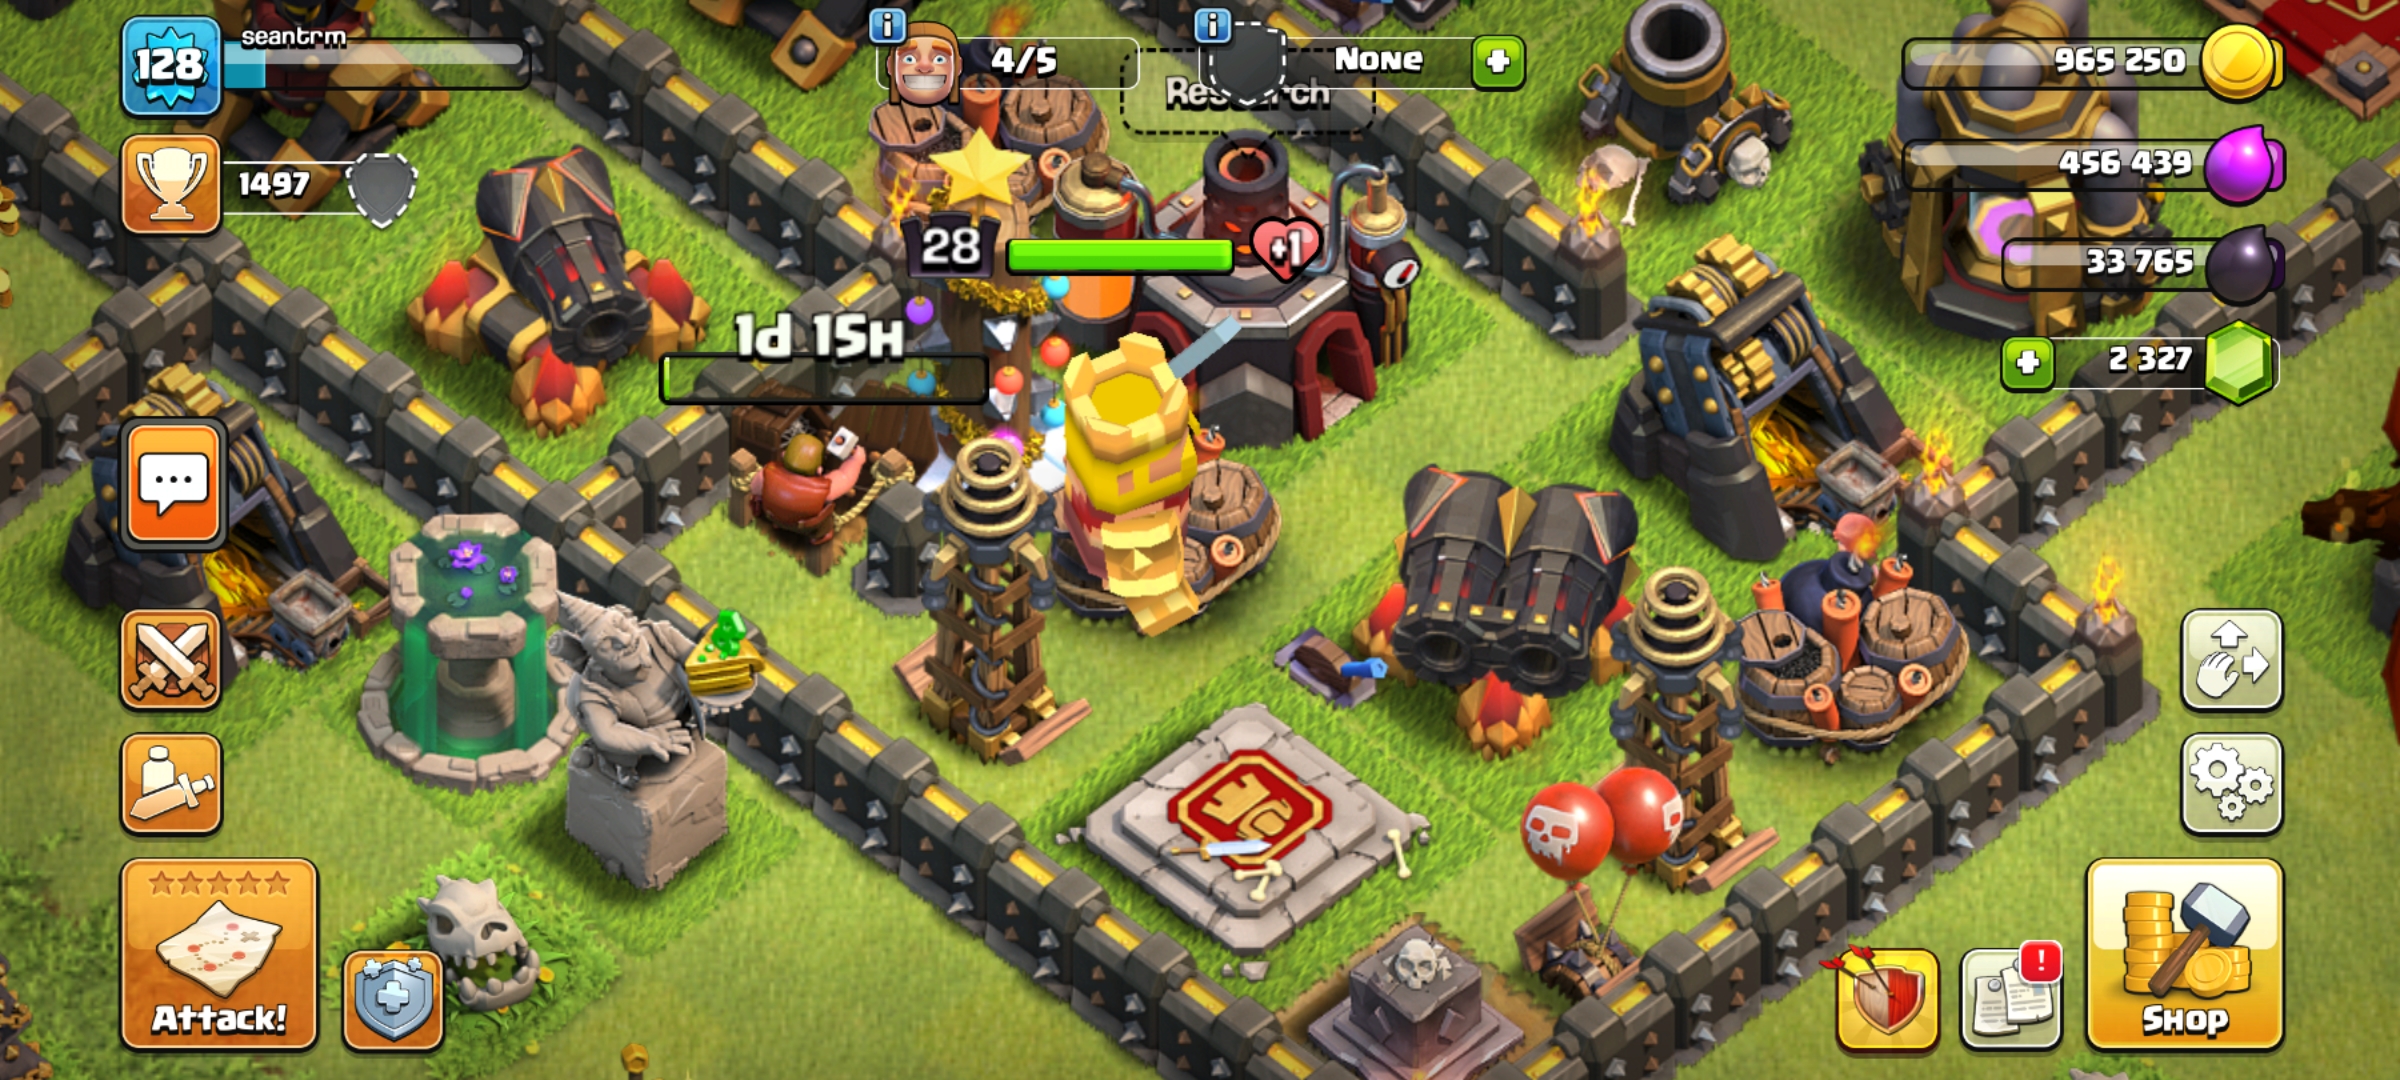 128
seantrm
4/5
None
965 250
Research
1497
456 439
28
+1
33 765
1d 15H
2 327
Attack!
!
Shop